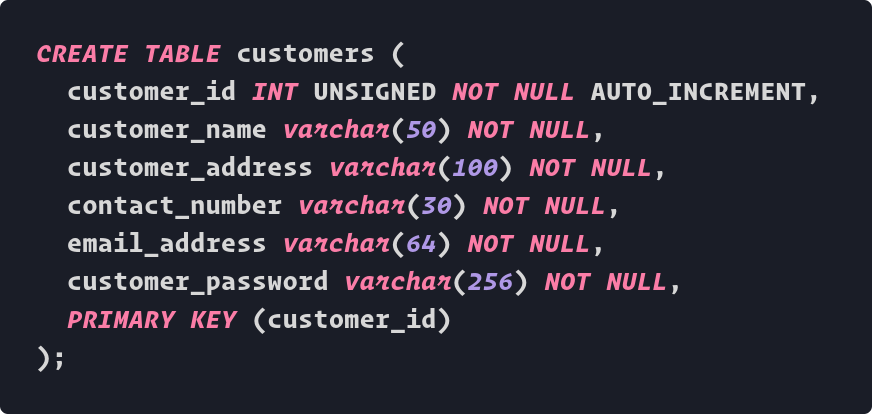 CREATE TABLE customers (
  customer_id INT UNSIGNED NOT NULL AUTO_INCREMENT,
  customer_name varchar(50) NOT NULL,
  customer_address varchar(100) NOT NULL,
  contact_number varchar(30) NOT NULL,
  email_address varchar(64) NOT NULL,
  customer_password varchar(256) NOT NULL,
  PRIMARY KEY (customer_id)
);